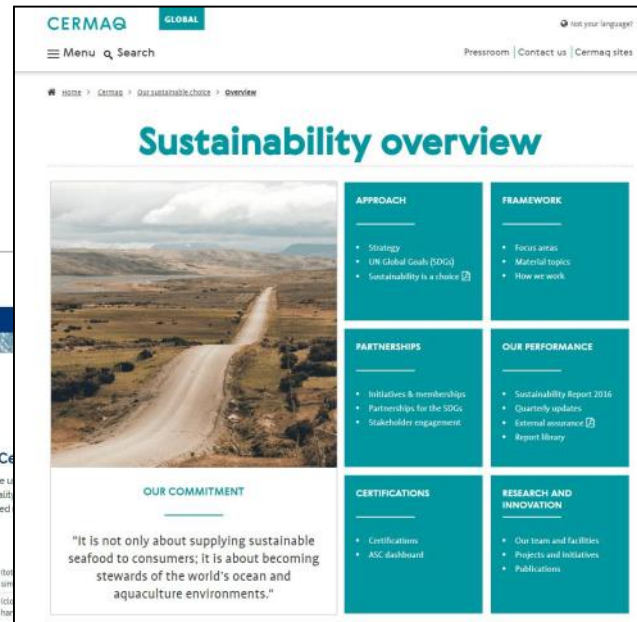 CERMAQ
GLOBAL
Not your language?
Menu
Search
Pressroom | Contact us | Cermaq sites
Home > Cermaq > Our sustainable choice > Overview
Sustainability overview
APPROACH
• Strategy
• UN Global Goals (SDGs)
• Sustainability is a choice
FRAMEWORK
• Focus areas
• Material topics
• How we work
PARTNERSHIPS
• Initiatives & memberships
• Partnerships for the SDGs
• Stakeholder engagement
OUR PERFORMANCE
• Sustainability Report 2016
• Quarterly updates
• External assurance
• Report library
OUR COMMITMENT
"It is not only about supplying sustainable
seafood to consumers; it is about becoming
stewards of the world's ocean and
aquaculture environments."
CERTIFICATIONS
• Certifications
• ASC dashboard
RESEARCH AND
INNOVATION
• Our team and facilities
• Projects and initiatives
• Publications